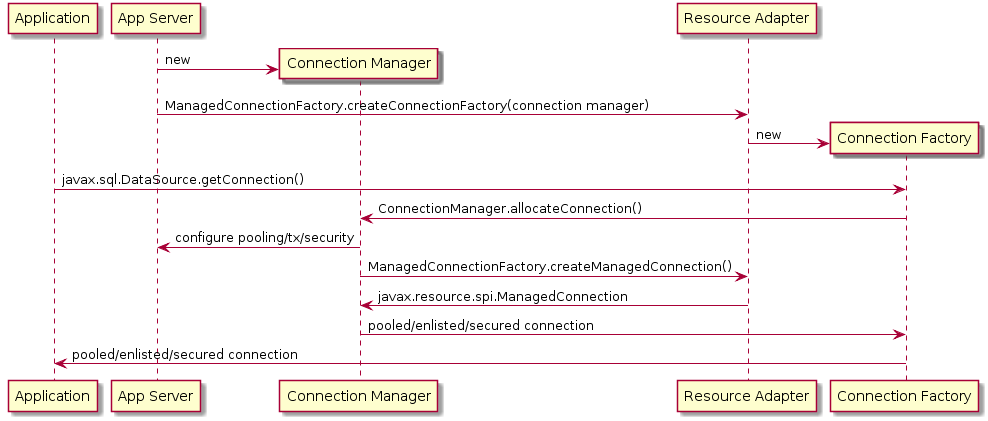 Application
App Server
Resource Adapter
new
Connection Manager
ManagedConnectionFactory.createConnectionFactory(connection manager)
new
Connection Factory
javax.sql.DataSource.getConnection()
ConnectionManager.allocateConnection()
configure pooling/tx/security
ManagedConnectionFactory.createManagedConnection()
javax.resource.spi.ManagedConnection
pooled/enlisted/secured connection
pooled/enlisted/secured connection
Application
App Server
Connection Manager
Resource Adapter
Connection Factory